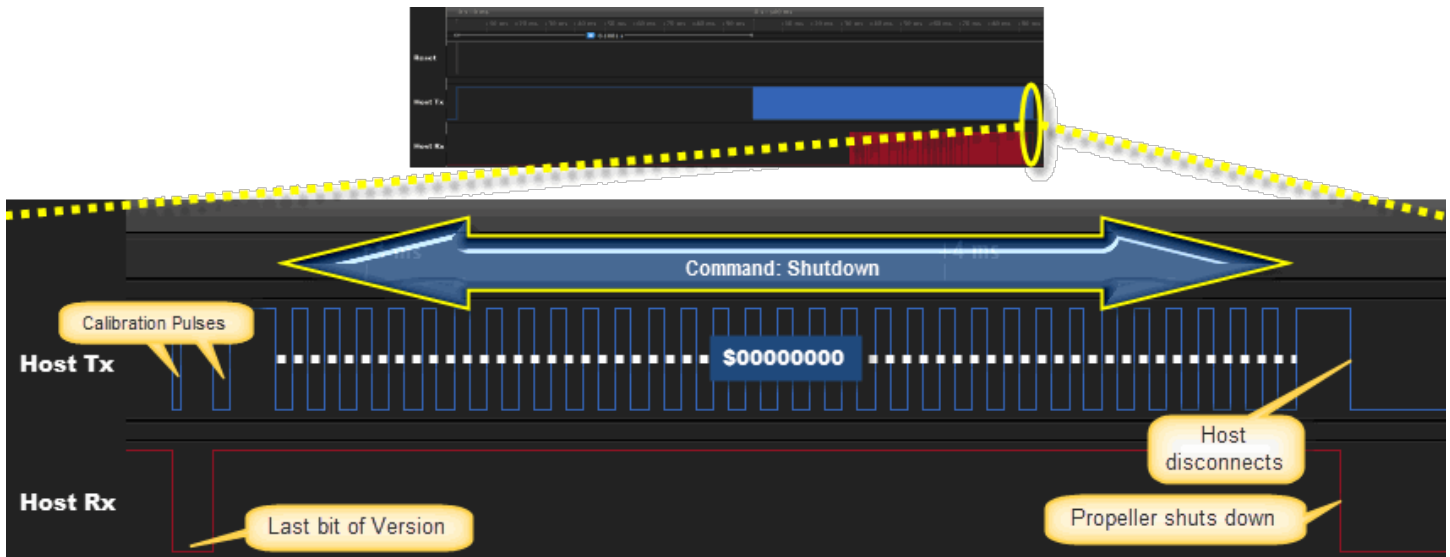 Reset
Host Tx
Host Rx
ms
+4 ms
Command: Shutdown
Calibration Pulses
Host Tx
$00000000
Host
disconnects
Host Rx
Last bit of Version
Propeller shuts down